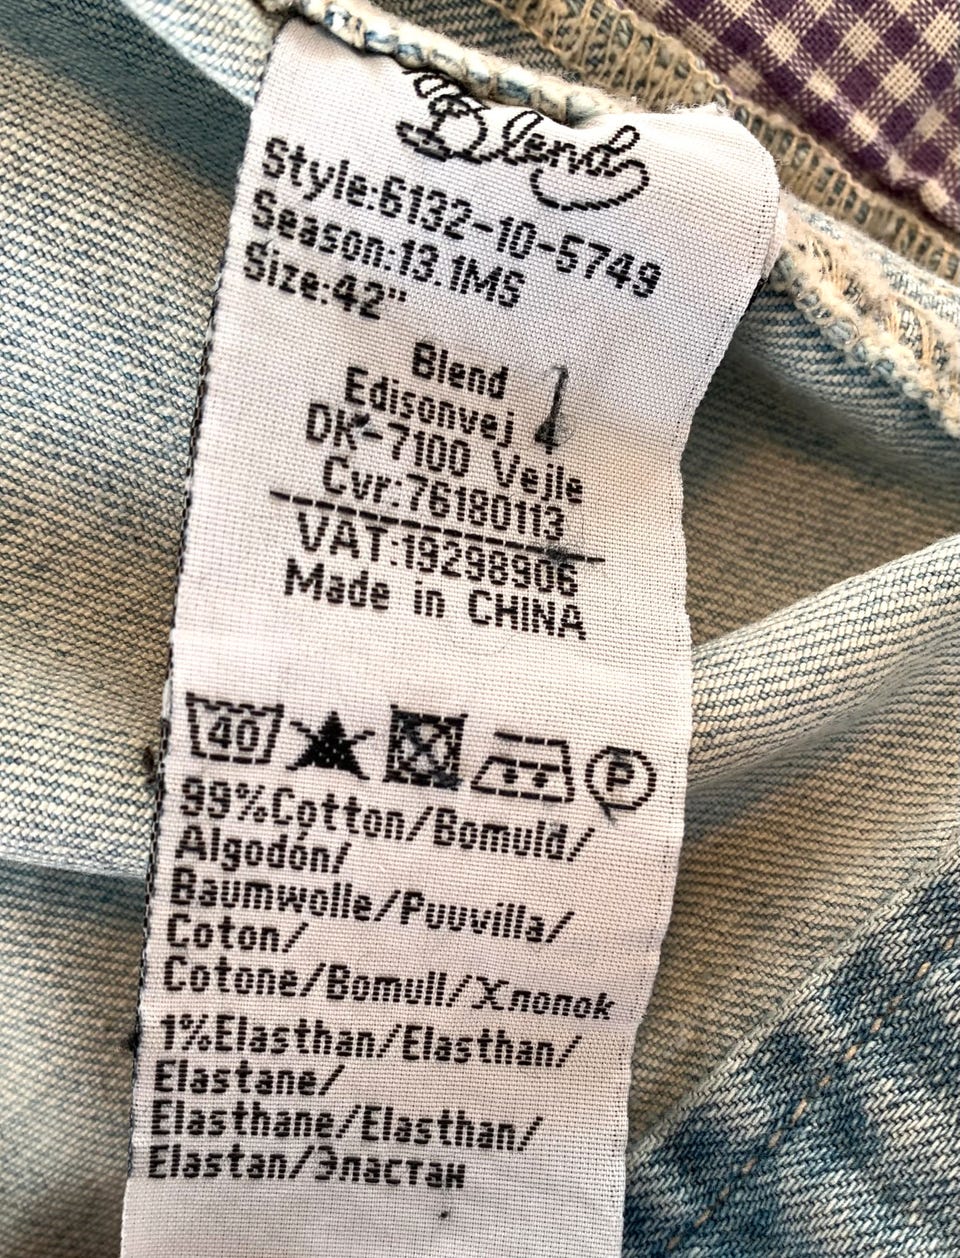 Blend
Style:6132-10-5749
Season:13.1MS
Size:42"
Blend
Edisonvej 4
DK-7100 Vejle
Cvr:76180113
VAT:19298906
Made in CHINA
40
P
99%Cotton/Bomuld/
Algodón/
Baumwolle/Puuvilla/
Coton/
Cotone/Bomull/Хлопок
1%Elasthan/Elasthan/
Elastane/
Elasthane/Elasthan/
Elastan/Эластан